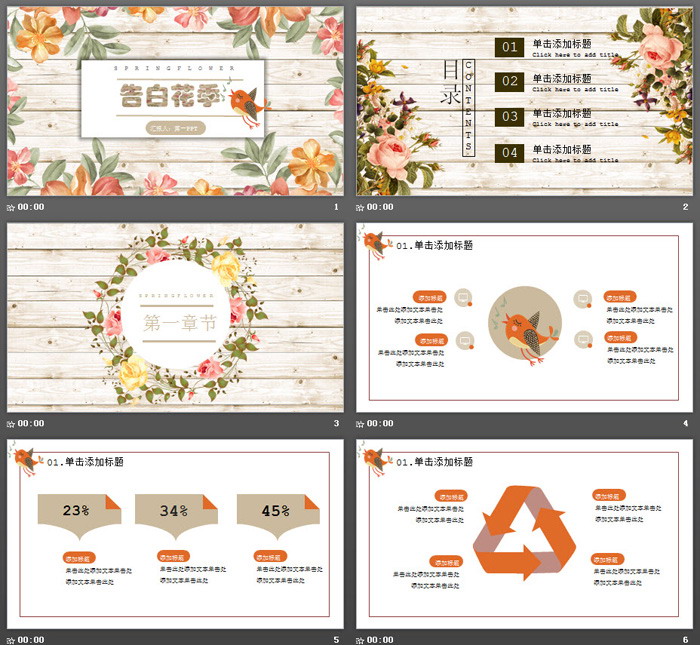 SPRINGFLOWER
告白花季
汇报人：第一PPT
00:00
1
目录
CONTENTS
01
单击添加标题
Click here to add title
02
单击添加标题
Click here to add title
03
单击添加标题
Click here to add title
04
单击添加标题
Click here to add title
00:00
2
SPRINGFLOWER
第一章节
00:00
3
01.单击添加标题
添加标题
单击此处添加文本单击此处
添加文本单击此处
添加标题
单击此处添加文本单击此处
添加文本单击此处
添加标题
单击此处添加文本单击此处
添加文本单击此处
添加标题
单击此处添加文本单击此处
添加文本单击此处
00:00
4
01.单击添加标题
23%
添加标题
单击此处添加文本单击此处
添加文本单击此处
34%
添加标题
单击此处添加文本单击此处
添加文本单击此处
45%
添加标题
单击此处添加文本单击此处
添加文本单击此处
00:00
5
01.单击添加标题
添加标题
单击此处添加文本单击此处
添加文本单击此处
添加标题
单击此处添加文本单击此处
添加文本单击此处
添加标题
单击此处添加文本单击此处
添加文本单击此处
添加标题
单击此处添加文本单击此处
添加文本单击此处
00:00
6